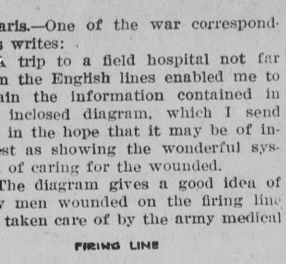 aris.—One of the war correspond-
s writes:
A trip to a field hospital not far
m the English lines enabled me to
ain the information contained in
inclosed diagram, which I send
in the hope that it may be of in-
est as showing the wonderful sys-
of caring for the wounded.
The diagram gives a good idea of
y men wounded on the firing line
taken care of by the army medical
FIRING LINE